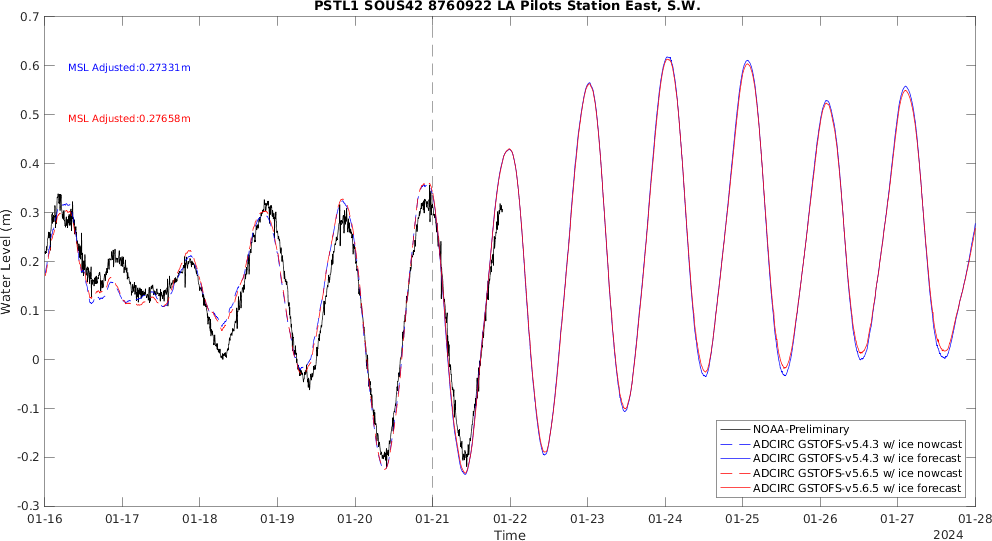 PSTL1 SOUS42 8760922 LA Pilots Station East, S.W.
0.7
0.6
0.5
0.4
0.3
0.2
0.1
0
-0.1
-0.2
-0.3
Water Level (m)
MSL Adjusted:0.27331m
MSL Adjusted:0.27658m
NOAA-Preliminary
ADCIRC GSTOFS-v5.4.3 w/ ice nowcast
ADCIRC GSTOFS-v5.4.3 w/ ice forecast
ADCIRC GSTOFS-v5.6.5 w/ ice nowcast
ADCIRC GSTOFS-v5.6.5 w/ ice forecast
01-16 01-17 01-18 01-19 01-20 01-21 01-22 01-23 01-24 01-25 01-26 01-27 01-28
Time
2024